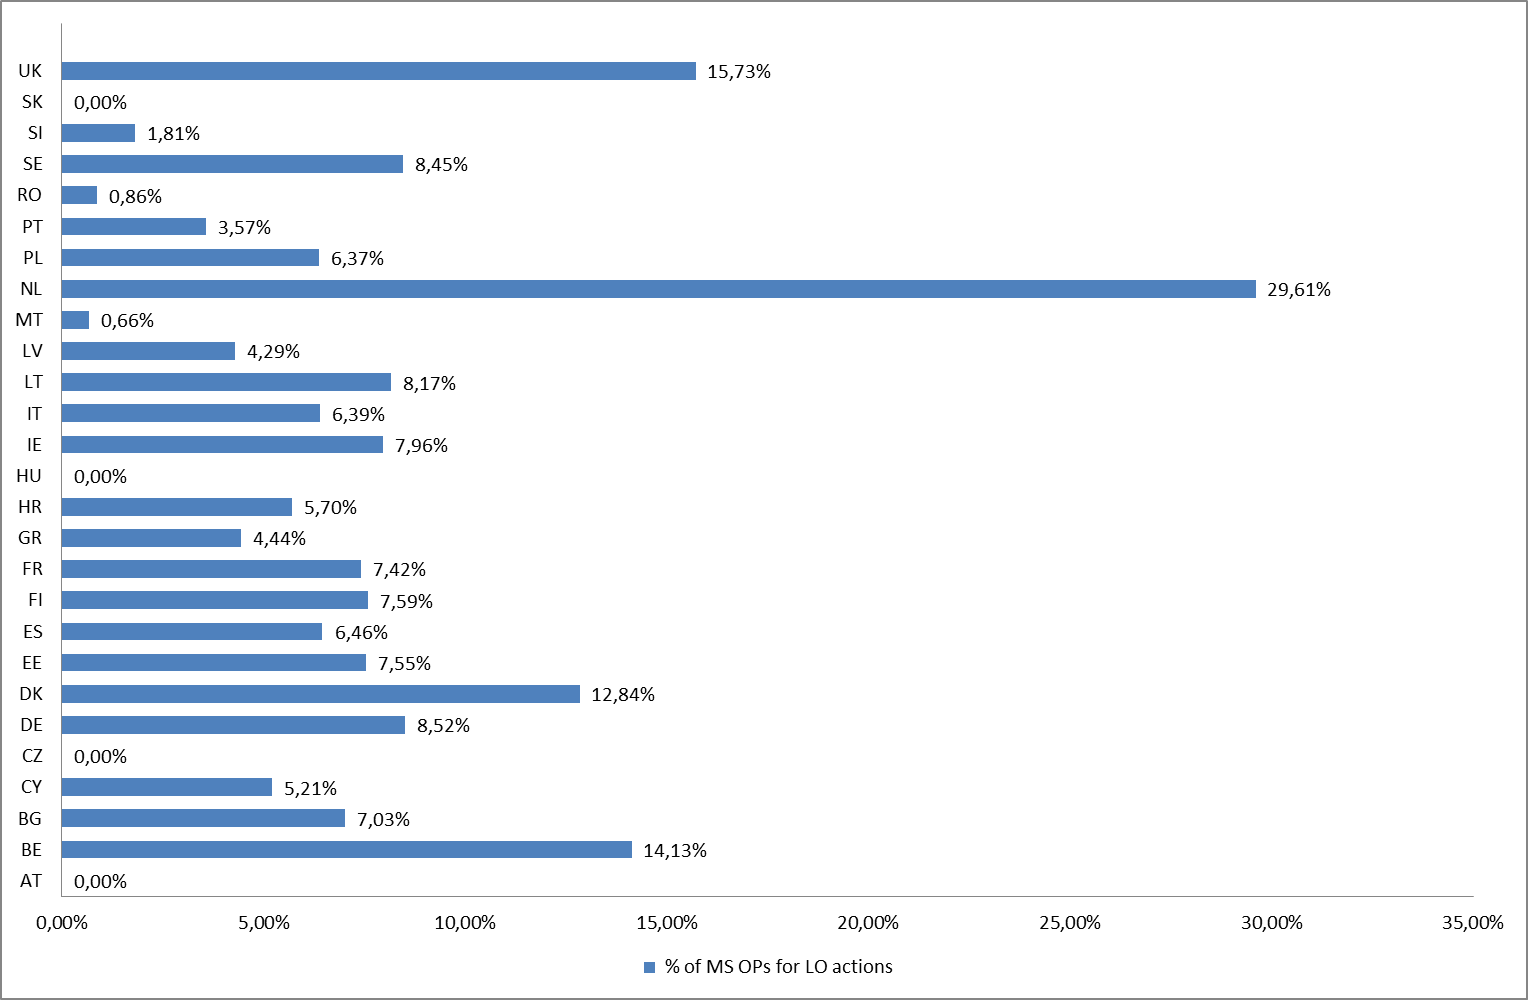 UK 15,73%
SK 0,00%
SI 1,81%
SE 8,45%
RO 0,86%
PT 3,57%
PL 6,37%
NL 29,61%
MT 0,66%
LV 4,29%
LT 8,17%
IT 6,39%
IE 7,96%
HU 0,00%
HR 5,70%
GR 4,44%
FR 7,42%
FI 7,59%
ES 6,46%
EE 7,55%
DK 12,84%
DE 8,52%
CZ 0,00%
CY 5,21%
BG 7,03%
BE 14,13%
AT 0,00%
0,00% 5,00% 10,00% 15,00% 20,00% 25,00% 30,00% 35,00%
% of MS OPs for LO actions